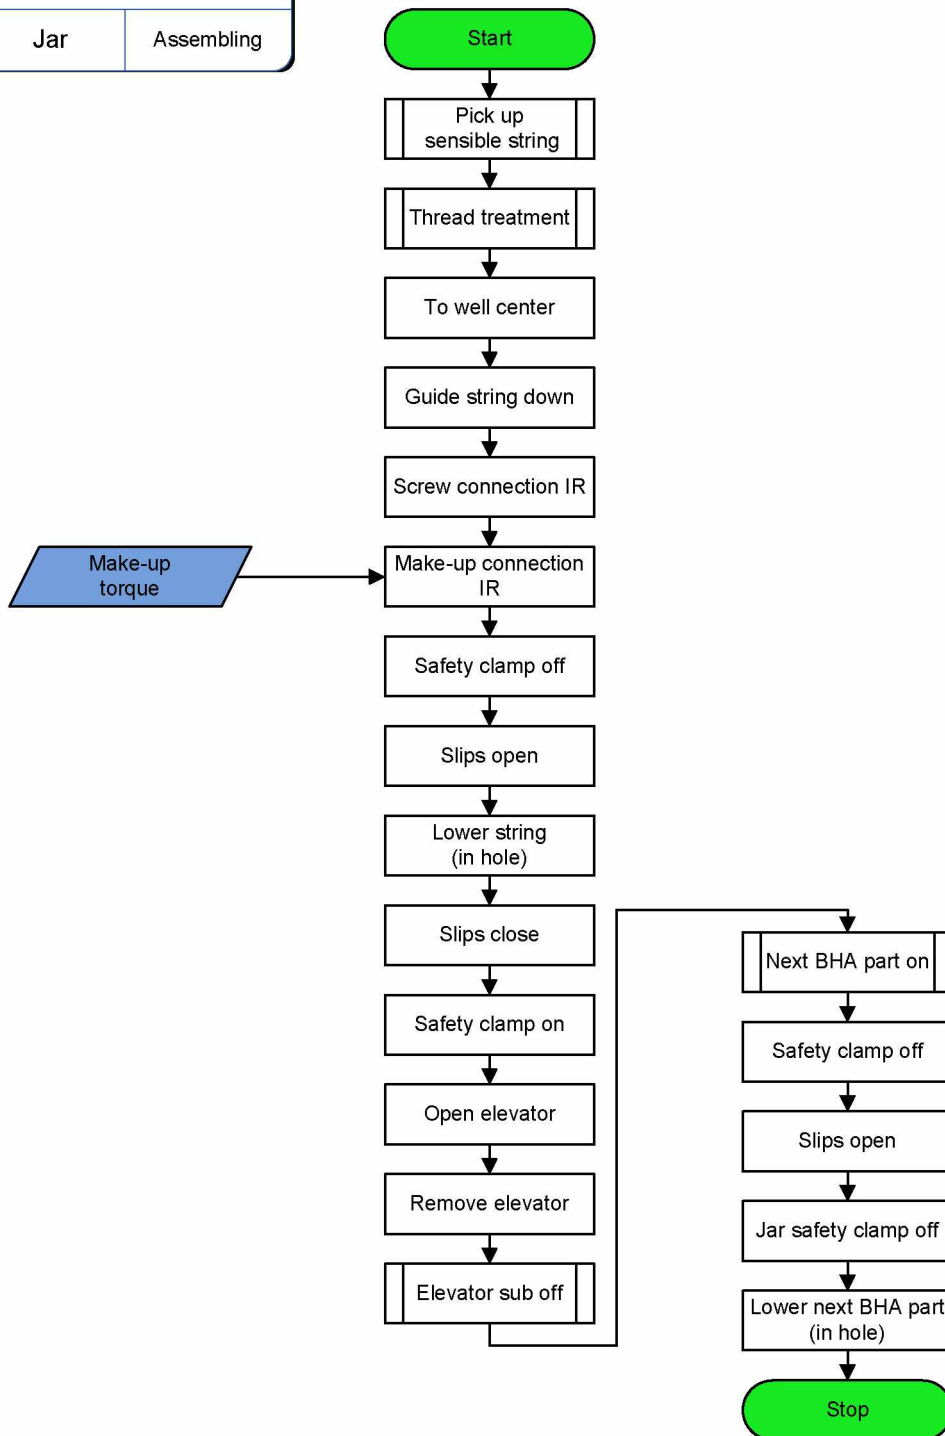 Jar
Assembling
Start
Pick up
sensible string
Thread treatment
To well center
Guide string down
Screw connection IR
Make-up
torque
Make-up connection
IR
Safety clamp off
Slips open
Lower string
(in hole)
Slips close
Safety clamp on
Open elevator
Remove elevator
Elevator sub off
Next BHA part on
Safety clamp off
Slips open
Jar safety clamp off
Lower next BHA part
(in hole)
Stop